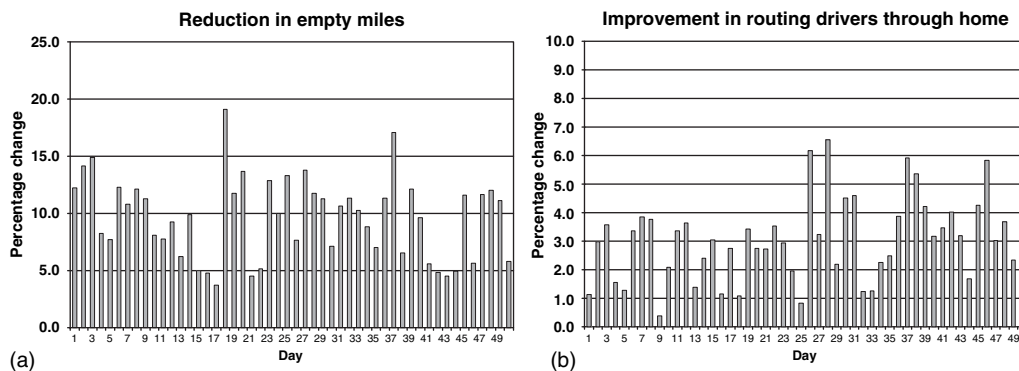 Reduction in empty miles
25.0
20.0
15.0
10.0
5.0
0.0
Percentage change
1 3 5 7 9 11 13 15 17 19 21 23 25 27 29 31 33 35 37 39 41 43 45 47 49
Day
(a)
Improvement in routing drivers through home
10.0
9.0
8.0
7.0
6.0
5.0
4.0
3.0
2.0
1.0
0.0
Percentage change
1 3 5 7 9 11 13 15 17 19 21 23 25 27 29 31 33 35 37 39 41 43 45 47 49
Day
(b)